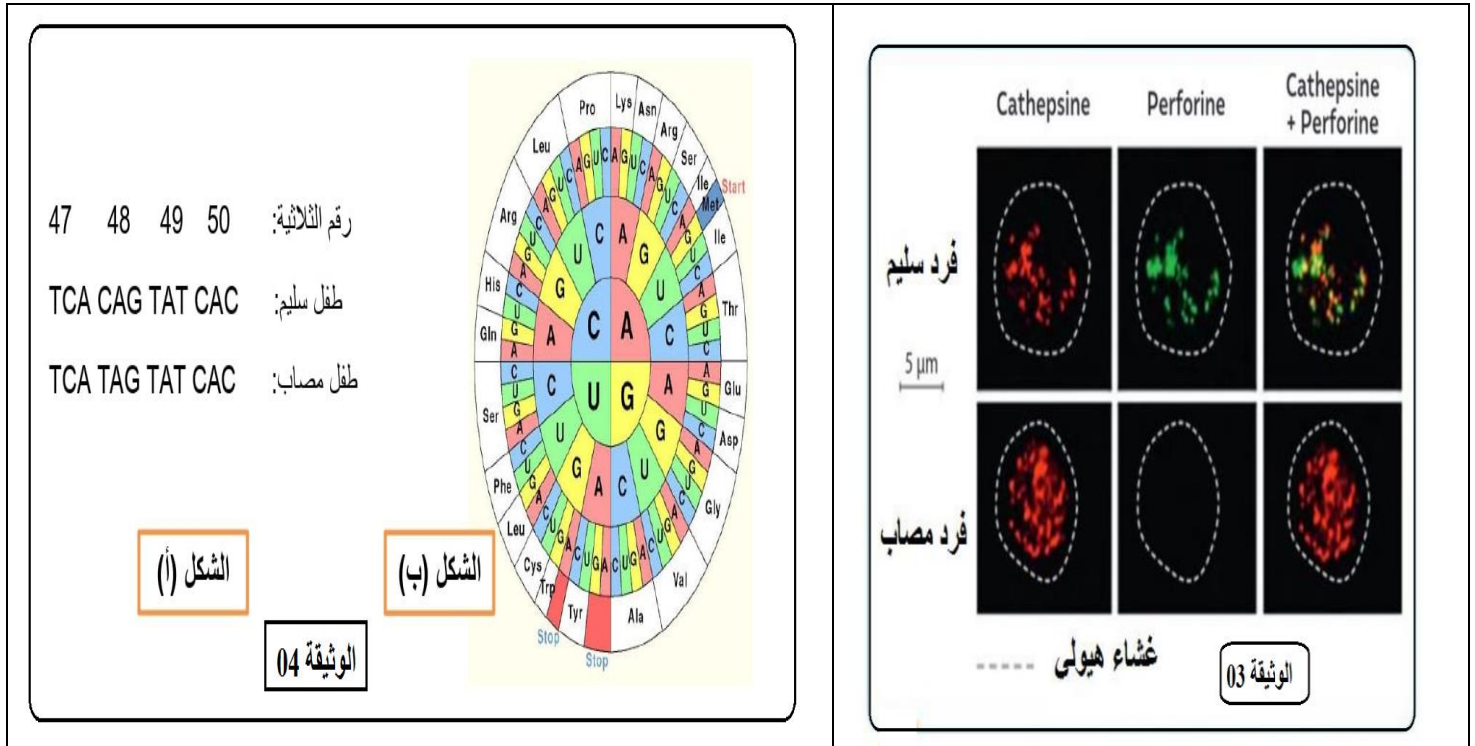 Cathepsine
Perforine
Cathepsine
+ Perforine
فرد سليم
5 µm
فرد مصاب
غشاء هيولي
الوثيقة 03
رقم الثلاثية: 47 48 49 50
طفل سليم: TCA CAG TAT CAC
طفل مصاب: TCA TAG TAT CAC
الشكل (أ)
الشكل (ب)
الوثيقة 04
Lys
Asn
Arg
Ser
Ile
Met
Start
Ile
Thr
Glu
Asp
Gly
Val
Ala
Stop
Tyr
Stop
Trp
Cys
Leu
Phe
Ser
Gln
His
Arg
Leu
Pro
C A
U G
A G U C
A G U C
A G U C
A G U C